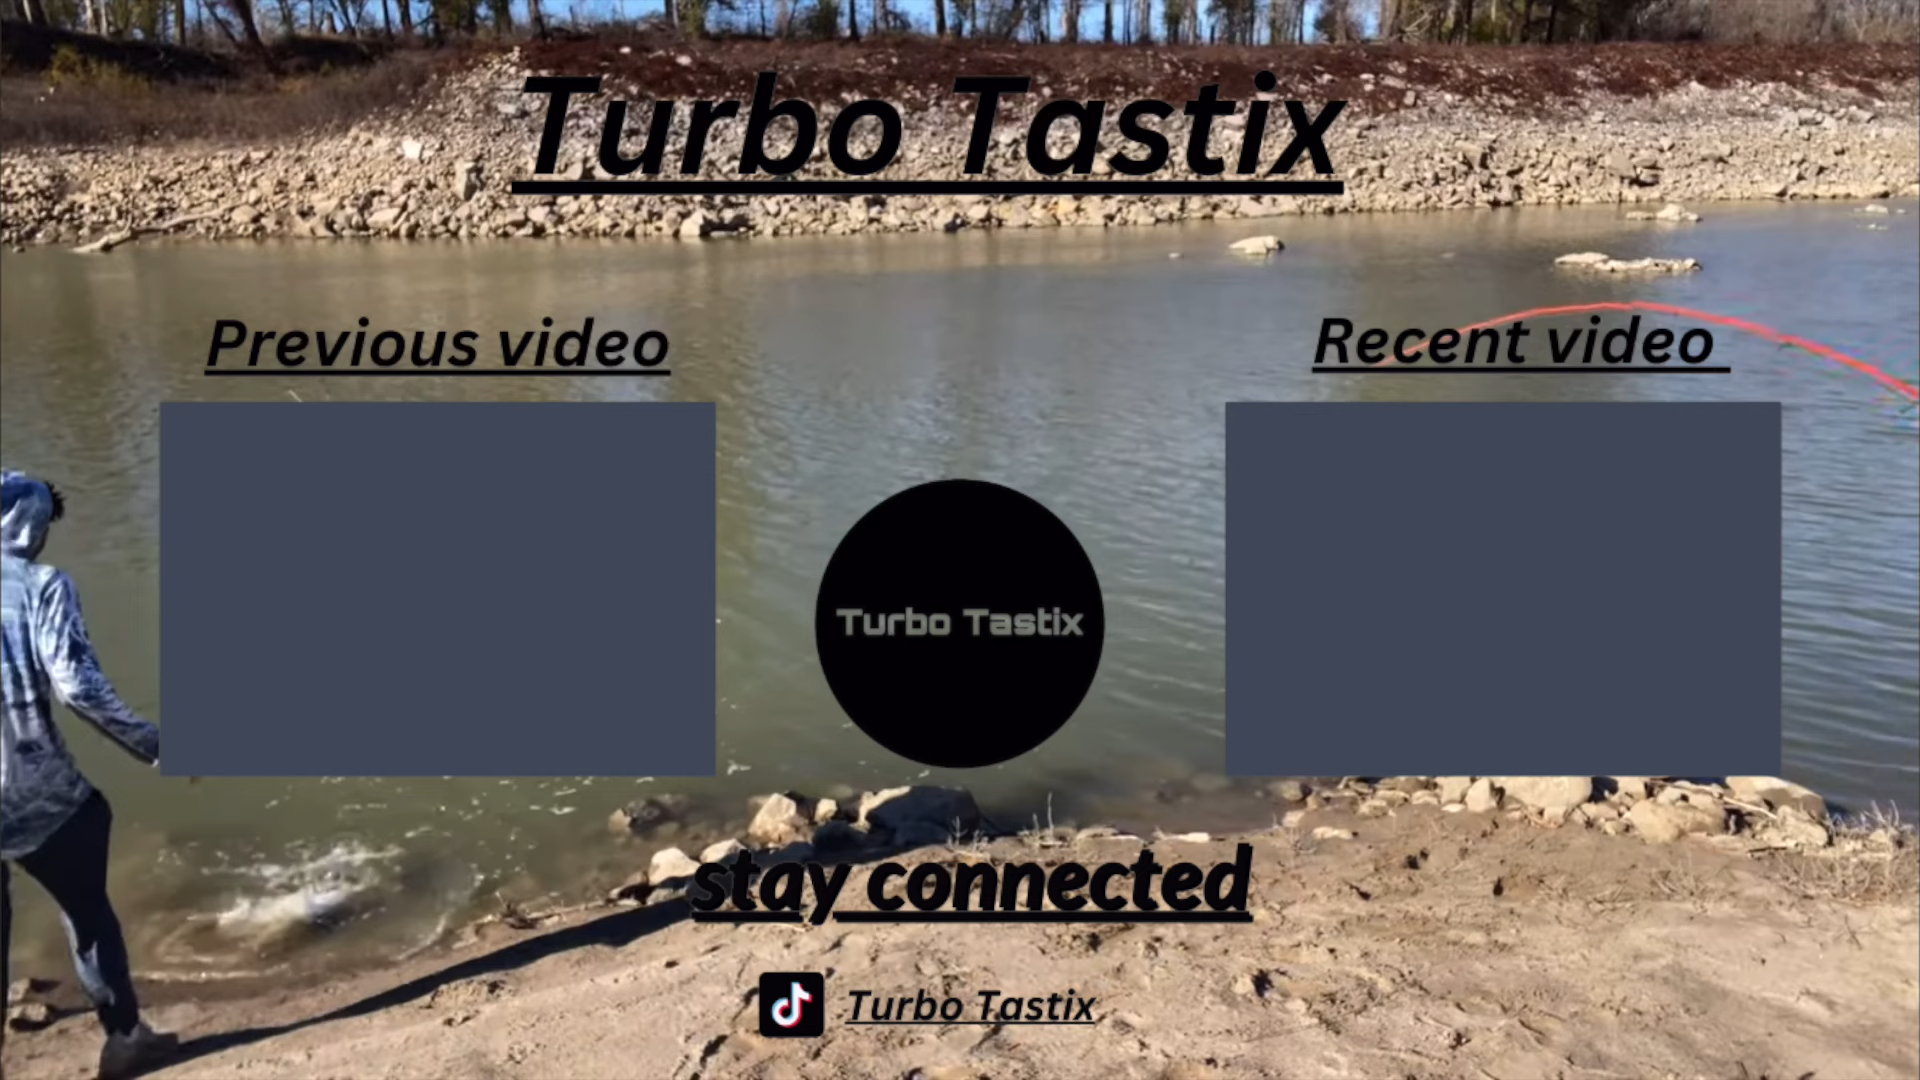 Turbo Tastix
Previous video
Recent video
Turbo Tastix
stay connected
Turbo Tastix